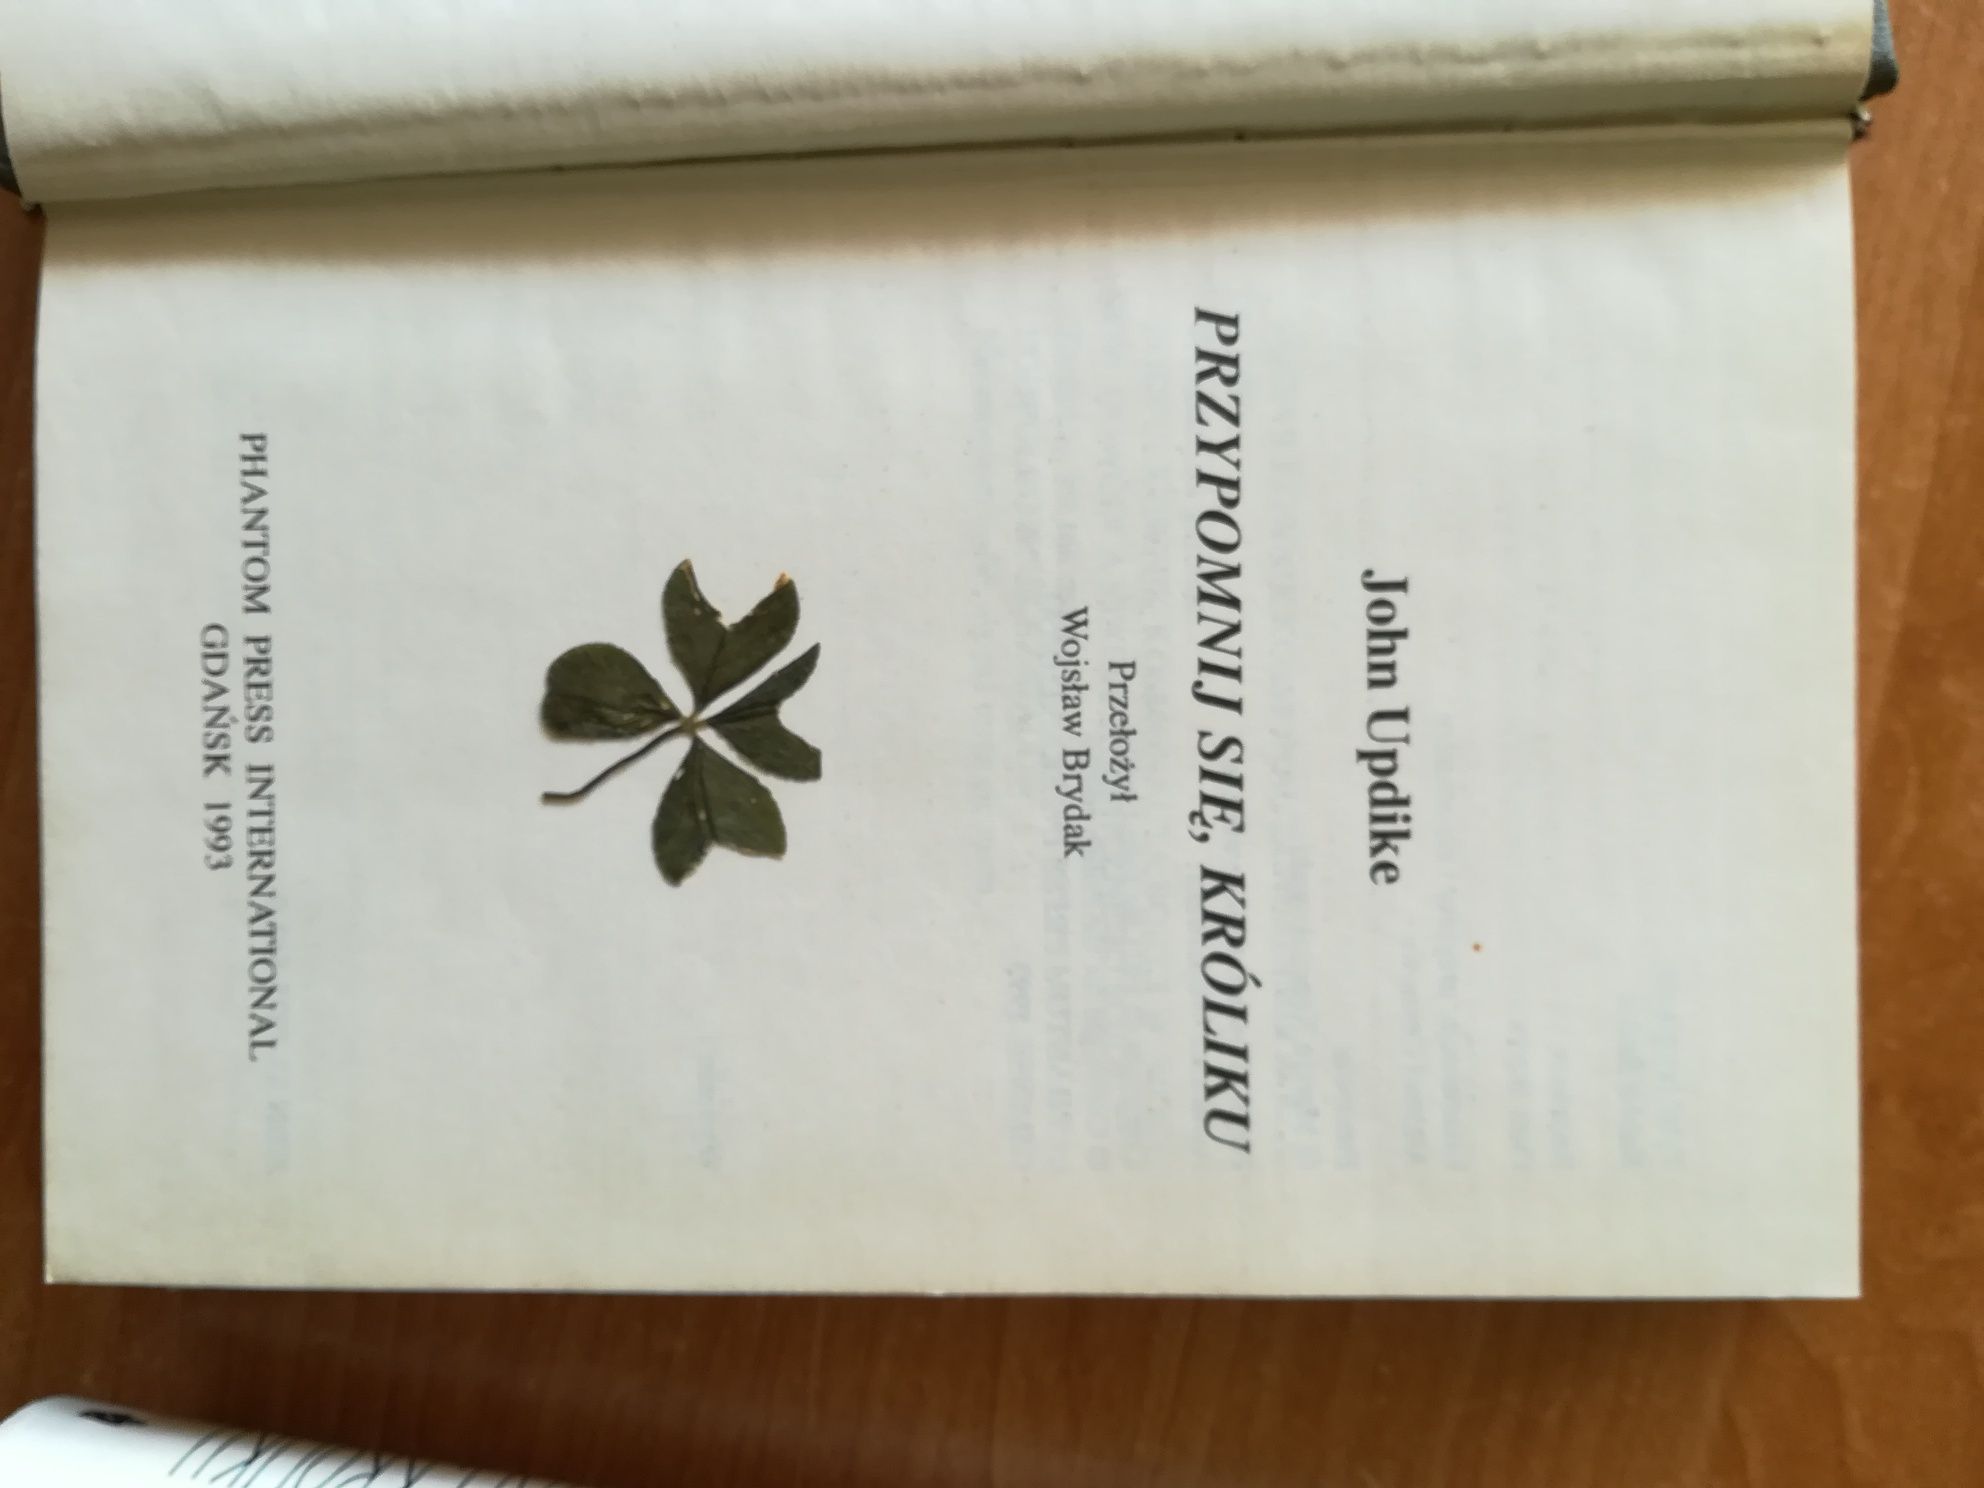 John Updike
PRZYPOMNIJ SIĘ, KRÓLIKU
Przełożył
Wojsław Brydak
PHANTOM PRESS INTERNATIONAL
GDAŃSK 1993